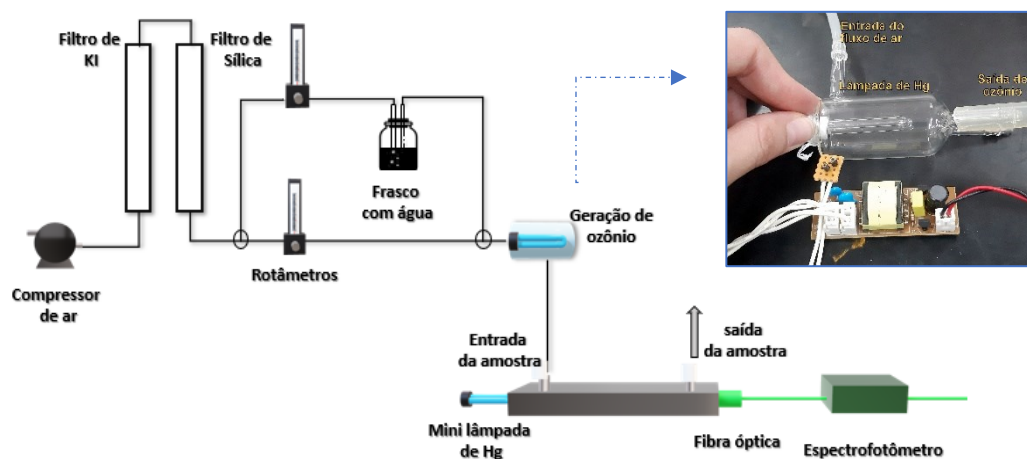 Filtro de
KI
Filtro de
Sílica
Frasco
com água
Rotâmetros
Compressor
de ar
Geração de
ozônio
Entrada do
fluxo de ar
Lâmpada de Hg
Saída do
ozônio
Entrada
da amostra
saída
da amostra
Mini lâmpada
de Hg
Fibra óptica
Espectrofotômetro